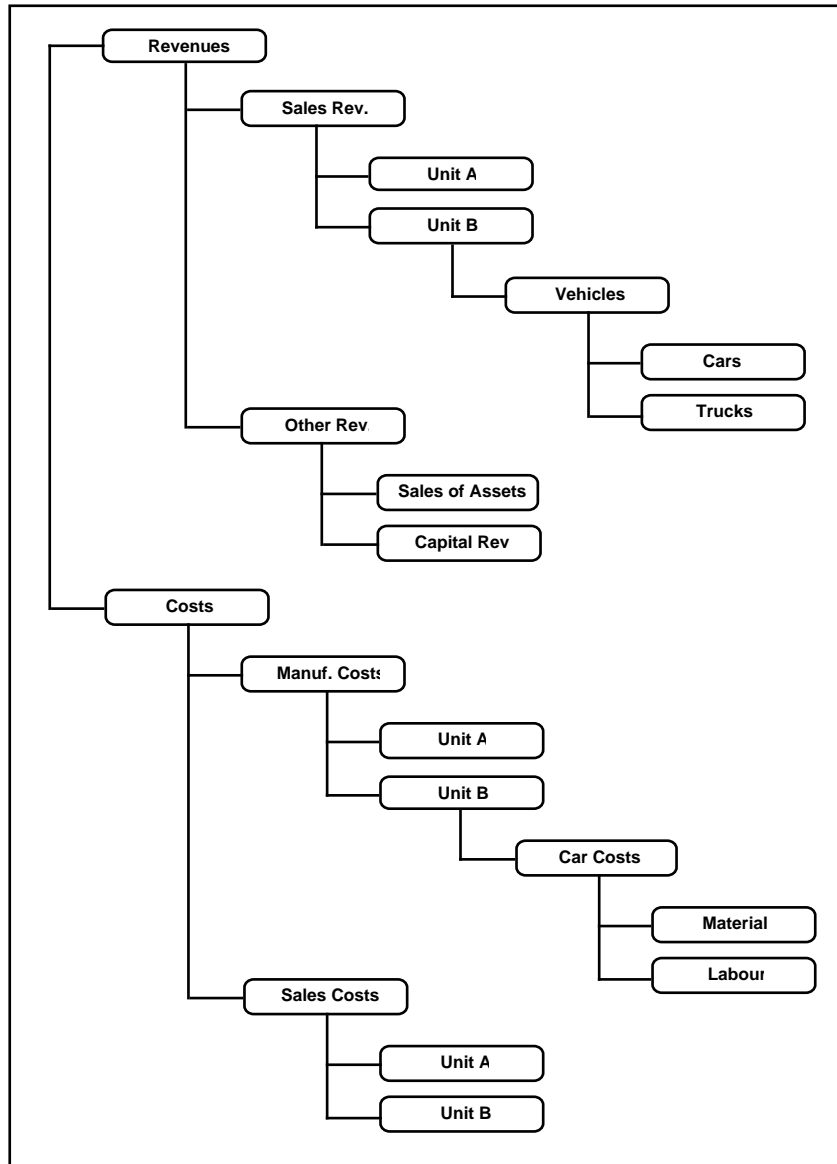 Revenues
Sales Rev.
Unit A
Unit B
Vehicles
Cars
Trucks
Other Rev.
Sales of Assets
Capital Rev
Costs
Manuf. Costs
Unit A
Unit B
Car Costs
Material
Labour
Sales Costs
Unit A
Unit B